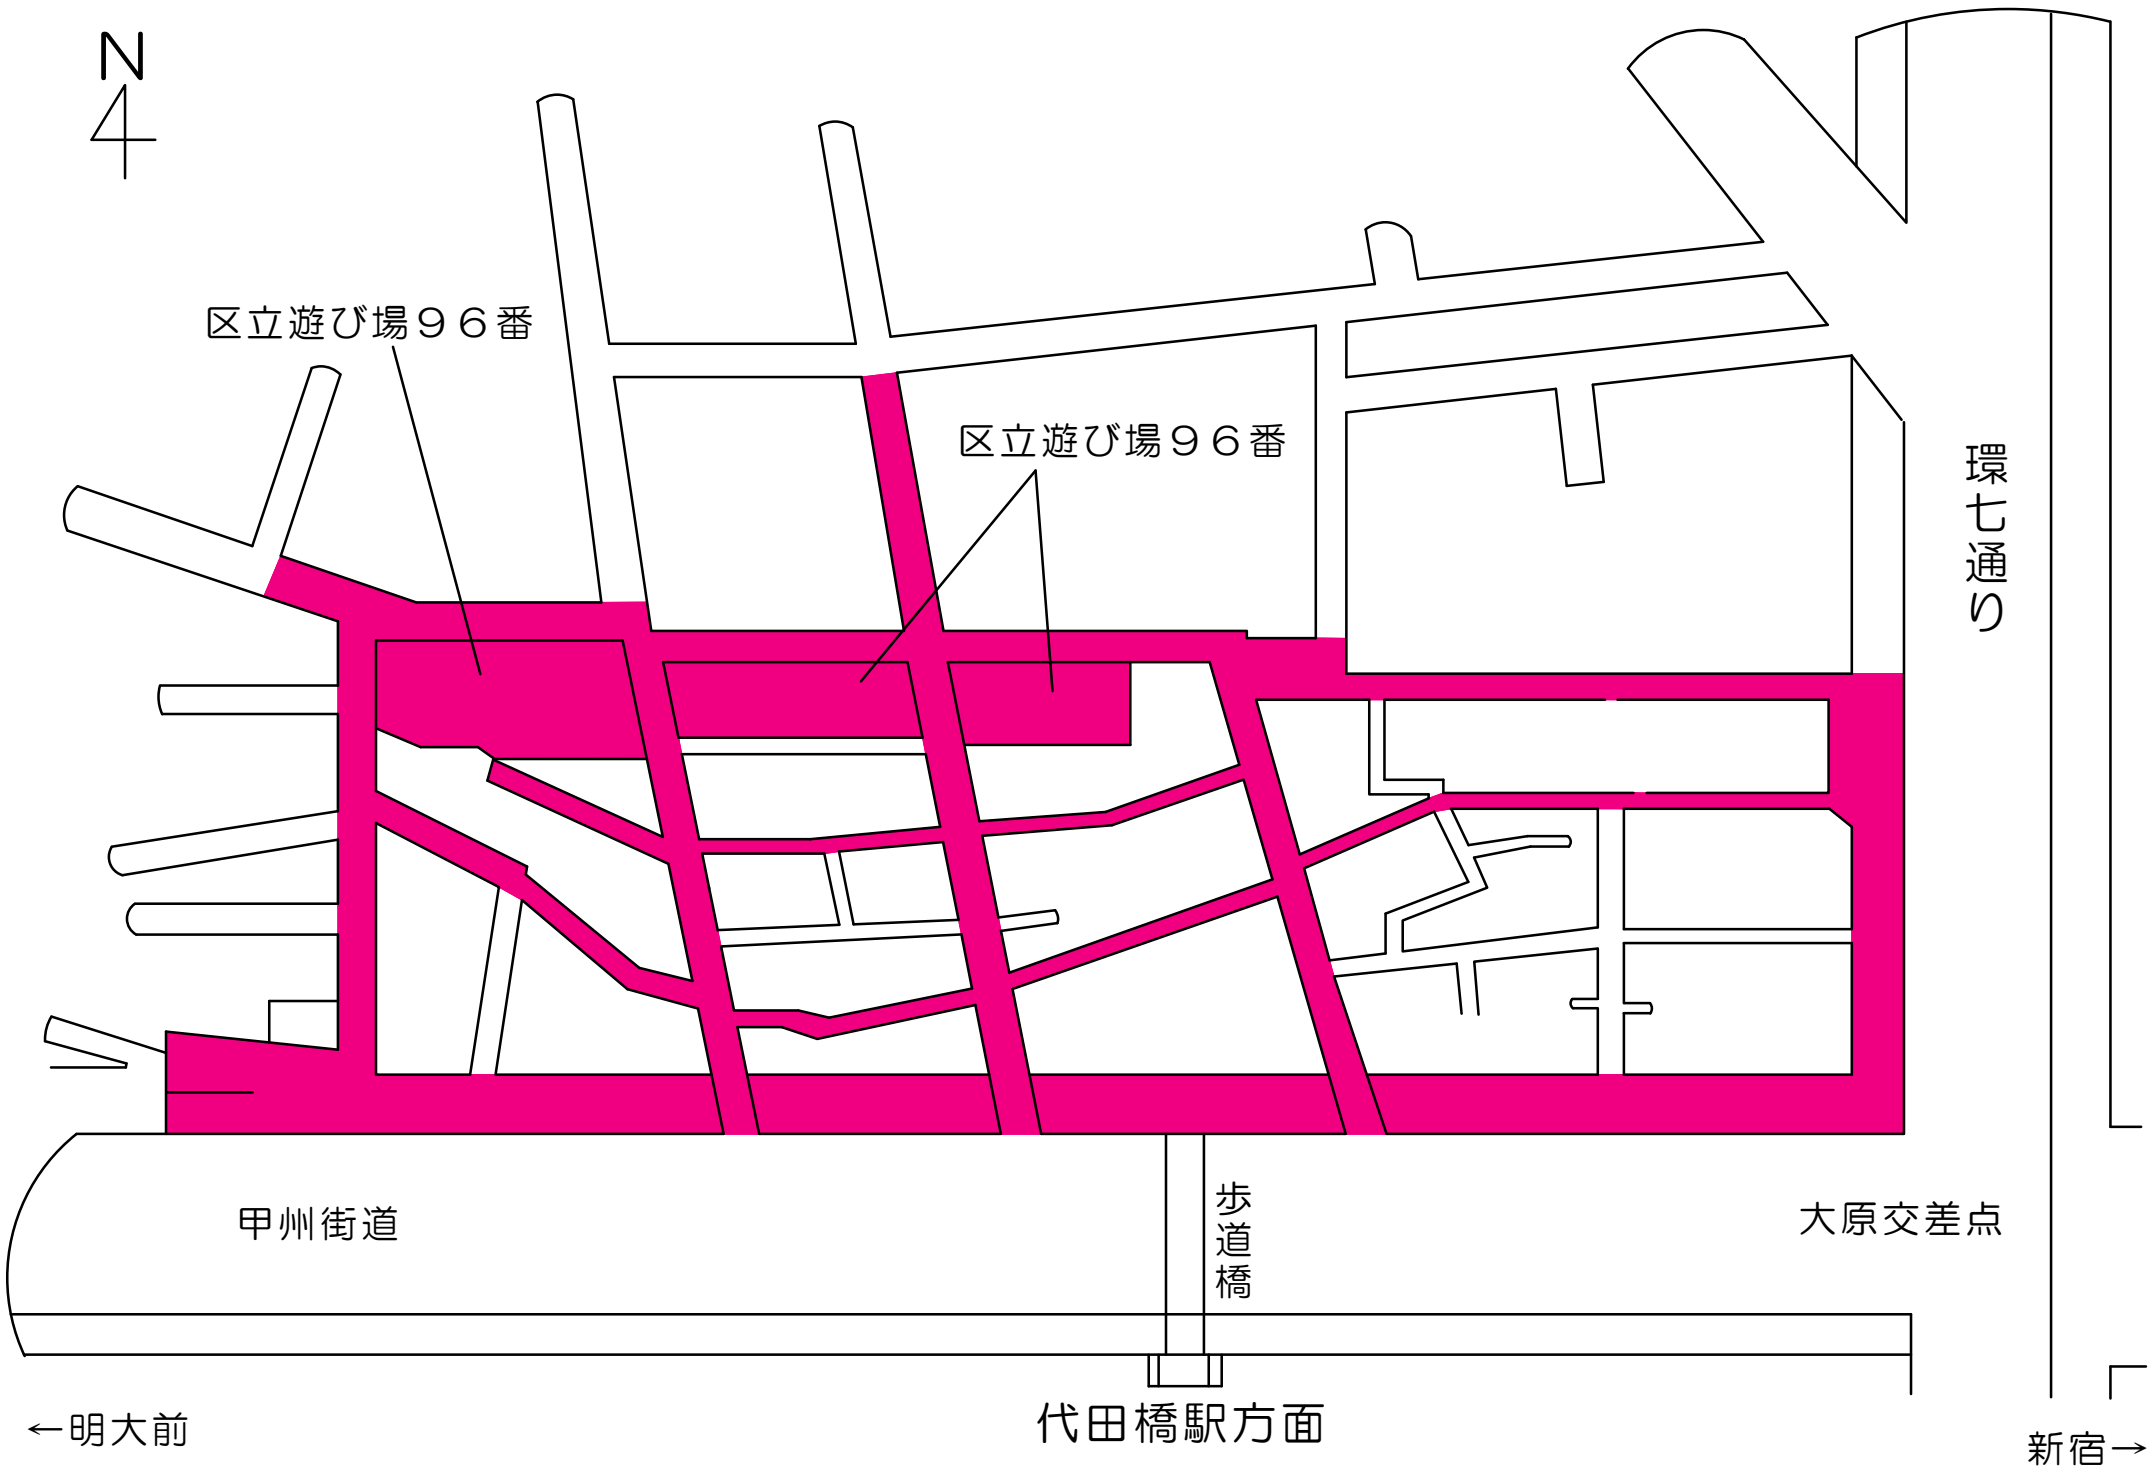 N
区立遊び場９６番
区立遊び場９６番
環七通り
甲州街道
歩道橋
大原交差点
←明大前
代田橋駅方面
新宿→